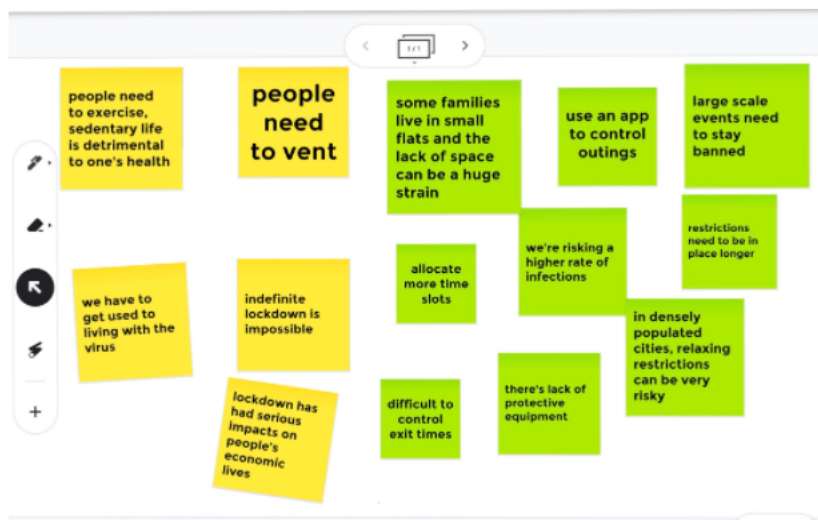 1/1
people need
to exercise,
sedentary life
is detrimental
to one's health
people
need
to vent
some families
live in small
flats and the
lack of space
can be a huge
strain
use an app
to control
outings
large scale
events need
to stay
banned
we have to
get used to
living with the
virus
indefinite
lockdown is
impossible
allocate
more time
slots
we're risking a
higher rate of
infections
restrictions
need to be in
place longer
lockdown has
had serious
impacts on
people's
economic
lives
difficult to
control
exit times
there's lack of
protective
equipment
in densely
populated
cities, relaxing
restrictions
can be very
risky